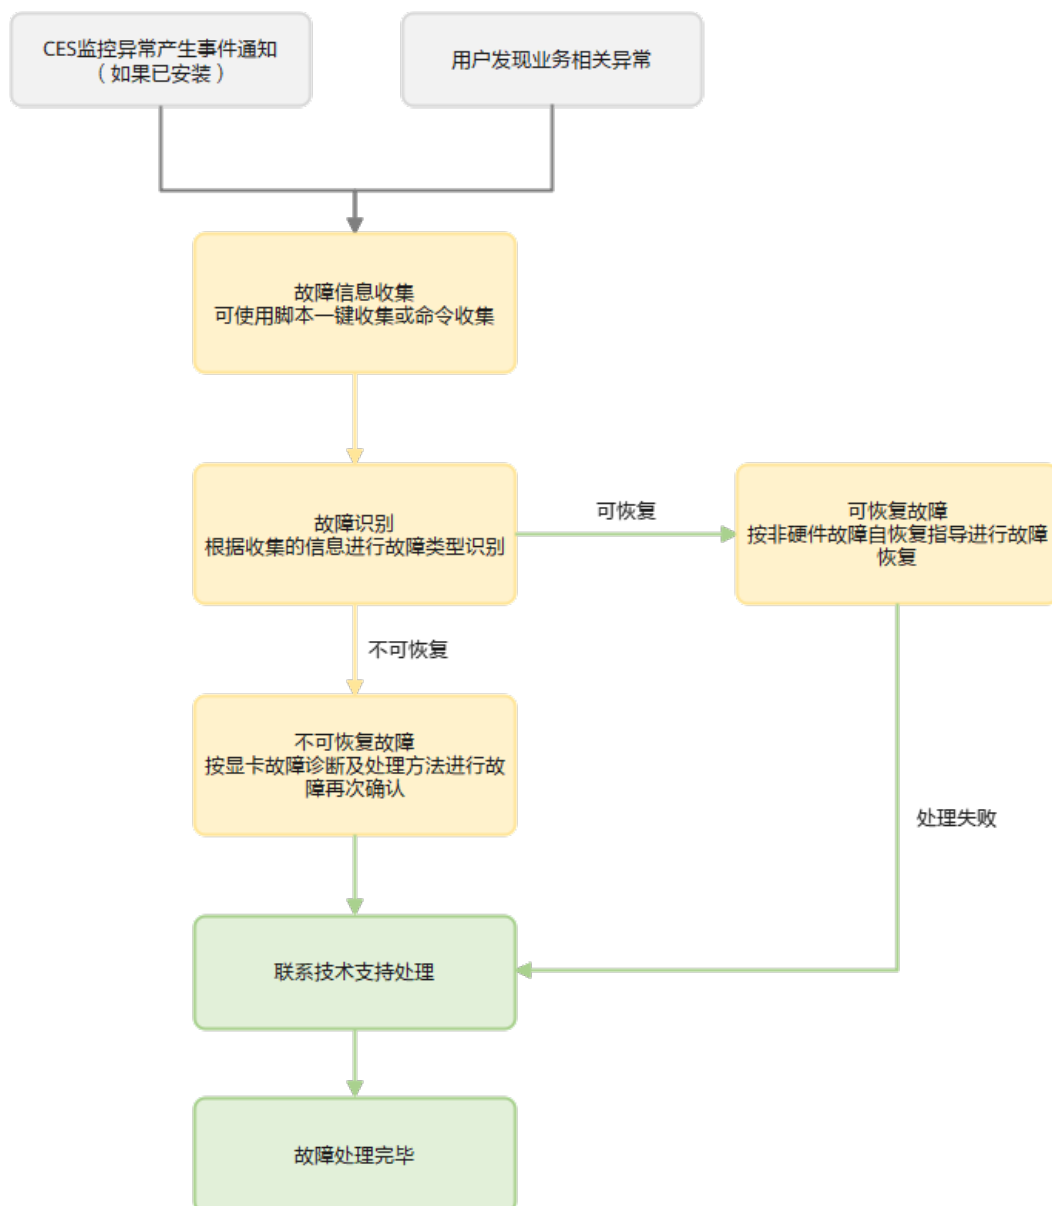 CES监控异常产生事件通知
（如果已安装）
用户发现业务相关异常
故障信息收集
可使用脚本一键收集或命令收集
故障识别
根据收集的信息进行故障类型识别
可恢复
可恢复故障
按非硬件故障自恢复指导进行故障
恢复
不可恢复
不可恢复故障
按显卡故障诊断及处理方法进行故
障再次确认
处理失败
联系技术支持处理
故障处理完毕